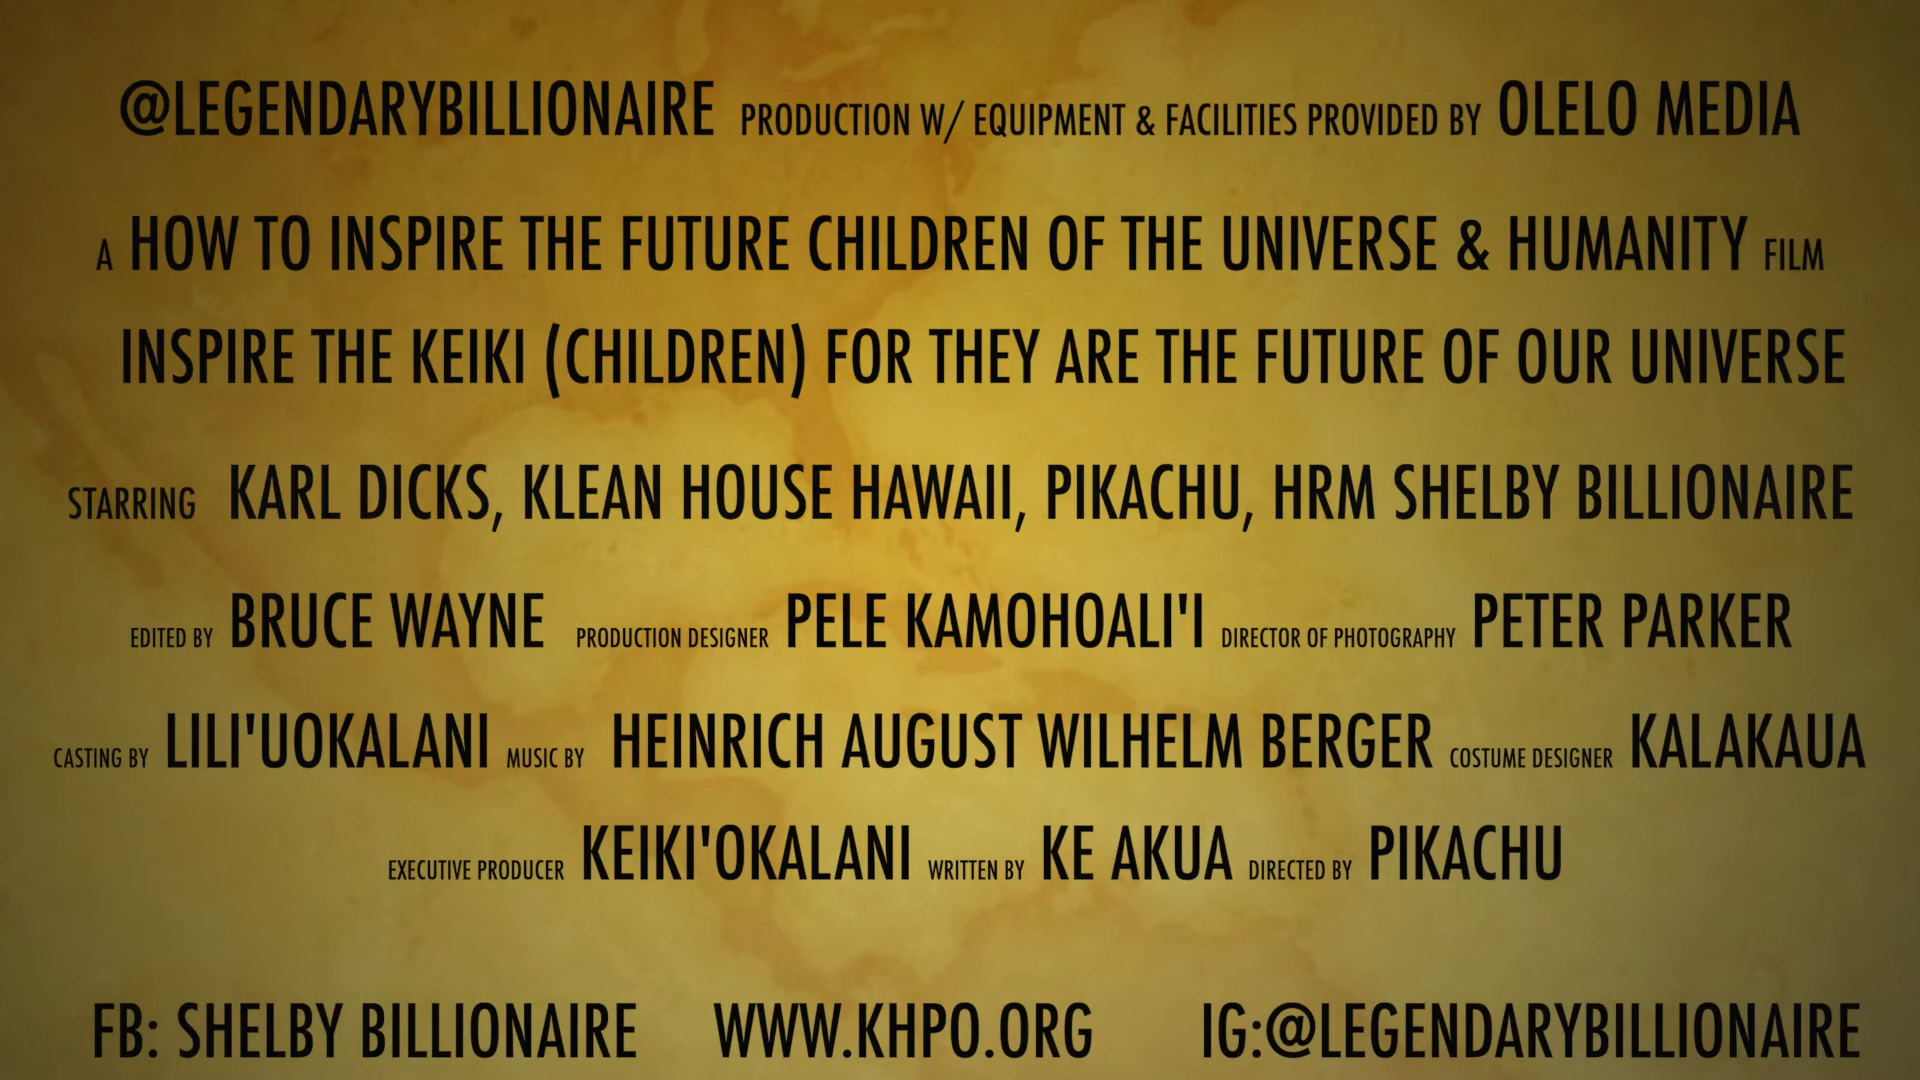 @LEGENDARYBILLIONAIRE PRODUCTION W/ EQUIPMENT & FACILITIES PROVIDED BY OLELO MEDIA
A HOW TO INSPIRE THE FUTURE CHILDREN OF THE UNIVERSE & HUMANITY FILM
INSPIRE THE KEIKI (CHILDREN) FOR THEY ARE THE FUTURE OF OUR UNIVERSE
STARRING KARL DICKS, KLEAN HOUSE HAWAII, PIKACHU, HRM SHELBY BILLIONAIRE
EDITED BY BRUCE WAYNE PRODUCTION DESIGNER PELE KAMOHOALI'I DIRECTOR OF PHOTOGRAPHY PETER PARKER
CASTING BY LILI'UOKALANI MUSIC BY HEINRICH AUGUST WILHELM BERGER COSTUME DESIGNER KALAKAUA
EXECUTIVE PRODUCER KEIKI'OKALANI WRITTEN BY KE AKUA DIRECTED BY PIKACHU
FB: SHELBY BILLIONAIRE WWW.KHPO.ORG IG:@LEGENDARYBILLIONAIRE